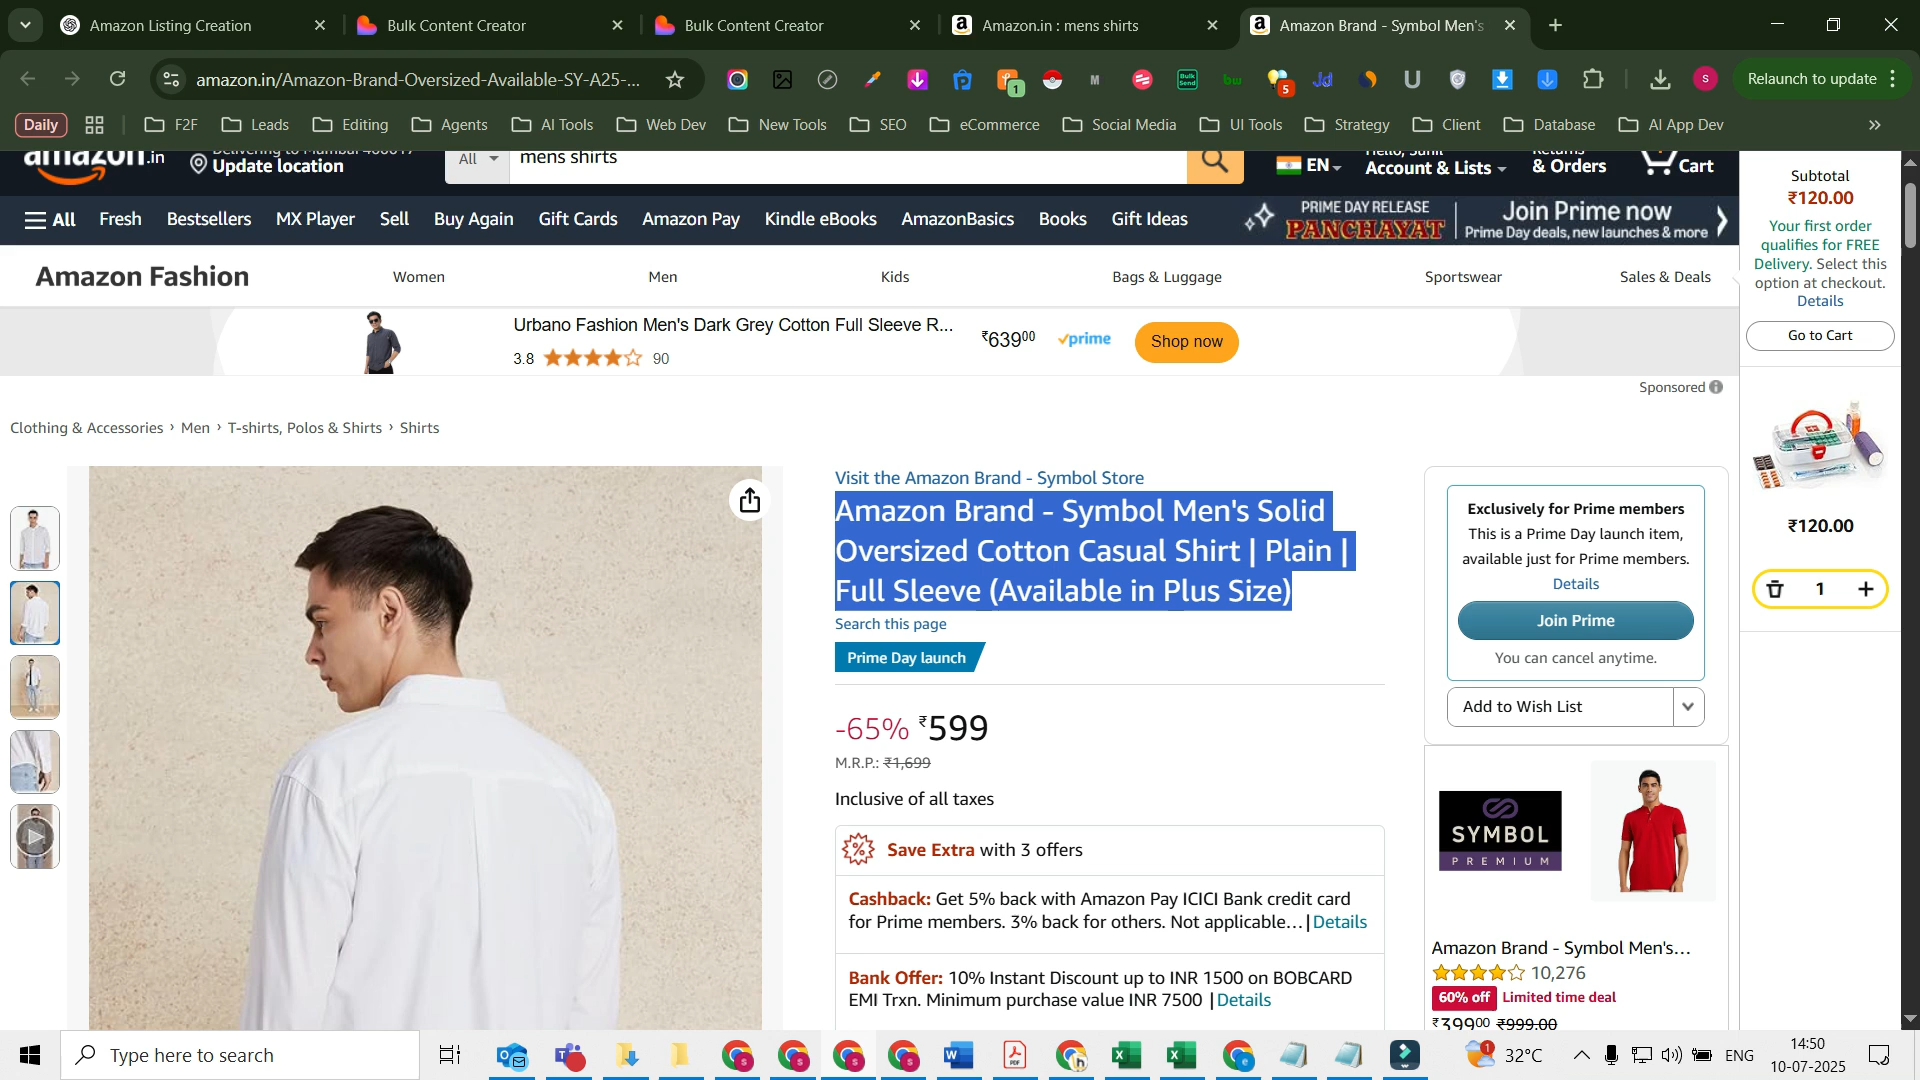 Amazon Listing Creation
Bulk Content Creator
Bulk Content Creator
Amazon.in : mens shirts
Amazon Brand - Symbol Men's
amazon.in/Amazon-Brand-Oversized-Available-SY-A25-...
1
5
Relaunch to update
Daily
F2F
Leads
Editing
Agents
AI Tools
Web Dev
New Tools
SEO
eCommerce
Social Media
UI Tools
Strategy
Client
Database
AI App Dev
amazon.in
Update location
All
mens shirts
EN
Account & Lists
& Orders
Cart
All
Fresh
Bestsellers
MX Player
Sell
Buy Again
Gift Cards
Amazon Pay
Kindle eBooks
AmazonBasics
Books
Gift Ideas
PRIME DAY RELEASE
PANCHAYAT
Join Prime now
Prime Day deals, new launches & more
Amazon Fashion
Women
Men
Kids
Bags & Luggage
Sportswear
Sales & Deals
Urbano Fashion Men's Dark Grey Cotton Full Sleeve R...
3.8
90
₹639⁰⁰
prime
Shop now
Sponsored
Clothing & Accessories › Men › T-shirts, Polos & Shirts › Shirts
Visit the Amazon Brand - Symbol Store
Amazon Brand - Symbol Men's Solid
Oversized Cotton Casual Shirt | Plain |
Full Sleeve (Available in Plus Size)
Search this page
Prime Day launch
-65% ₹599
M.R.P.: ₹1,699
Inclusive of all taxes
Save Extra with 3 offers
Cashback: Get 5% back with Amazon Pay ICICI Bank credit card
for Prime members. 3% back for others. Not applicable… | Details
Bank Offer: 10% Instant Discount up to INR 1500 on BOBCARD
EMI Trxn. Minimum purchase value INR 7500 | Details
Exclusively for Prime members
This is a Prime Day launch item,
available just for Prime members.
Details
Join Prime
You can cancel anytime.
Add to Wish List
SYMBOL
PREMIUM
Amazon Brand - Symbol Men's...
10,276
60% off Limited time deal
₹399⁰⁰ ₹999.00
Subtotal
₹120.00
Your first order
qualifies for FREE
Delivery. Select this
option at checkout.
Details
Go to Cart
₹120.00
1
Type here to search
1
32°C
ENG
14:50
10-07-2025